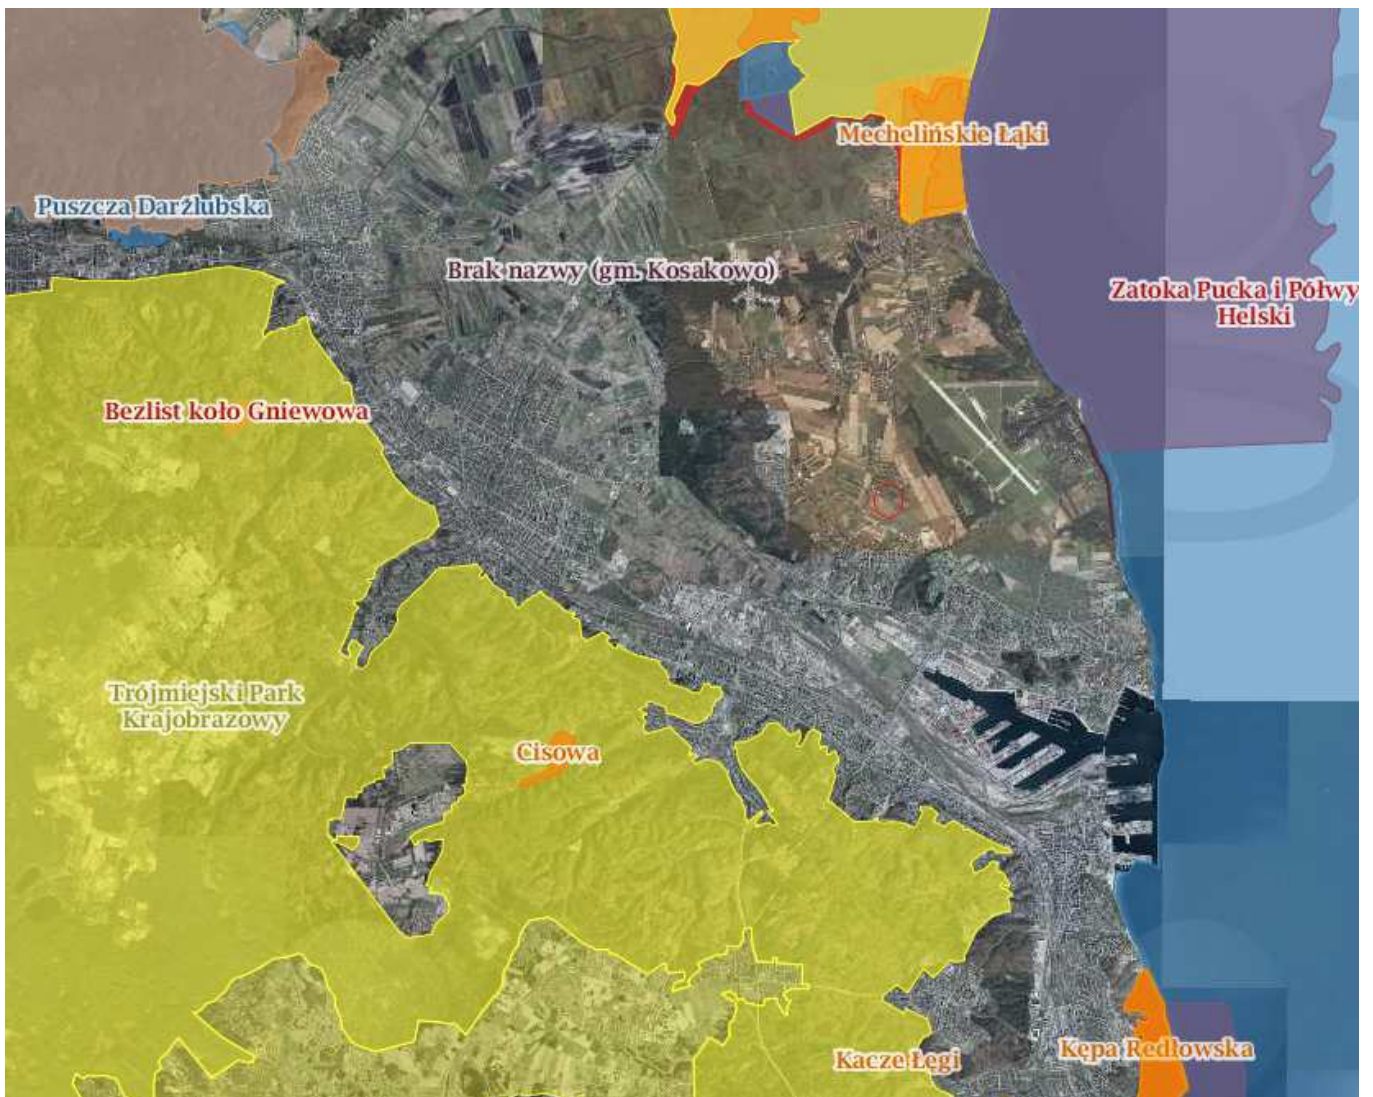 Mechelińskie Łąki
Puszcza Darżlubska
Brak nazwy (gm. Kosakowo)
Zatoka Pucka i Półwy
Helski
Bezlist koło Gniewowa
Trójmiejski Park
Krajobrazowy
Cisowa
Kacze Łęgi
Kępa Redłowska